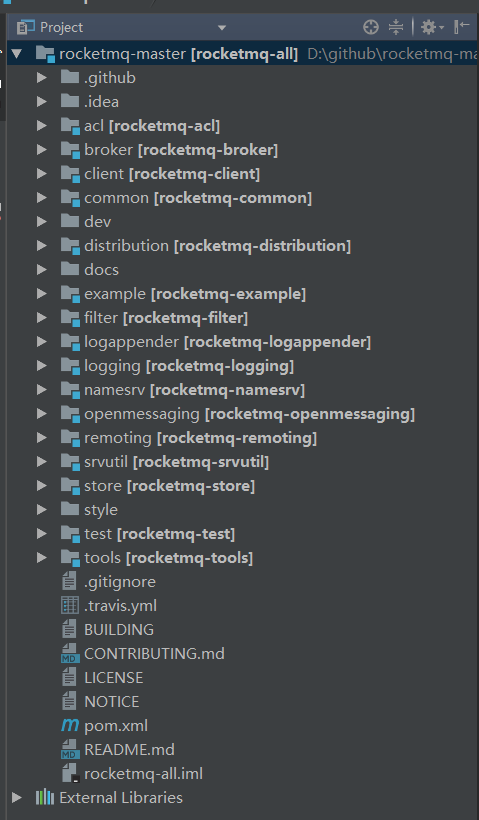 Project
rocketmq-master [rocketmq-all] D:\github\rocketmq-ma
.github
.idea
acl [rocketmq-acl]
broker [rocketmq-broker]
client [rocketmq-client]
common [rocketmq-common]
dev
distribution [rocketmq-distribution]
docs
example [rocketmq-example]
filter [rocketmq-filter]
logappender [rocketmq-logappender]
logging [rocketmq-logging]
namesrv [rocketmq-namesrv]
openmessaging [rocketmq-openmessaging]
remoting [rocketmq-remoting]
srvutil [rocketmq-srvutil]
store [rocketmq-store]
style
test [rocketmq-test]
tools [rocketmq-tools]
.gitignore
.travis.yml
BUILDING
MD CONTRIBUTING.md
LICENSE
NOTICE
m pom.xml
MD README.md
rocketmq-all.iml
External Libraries